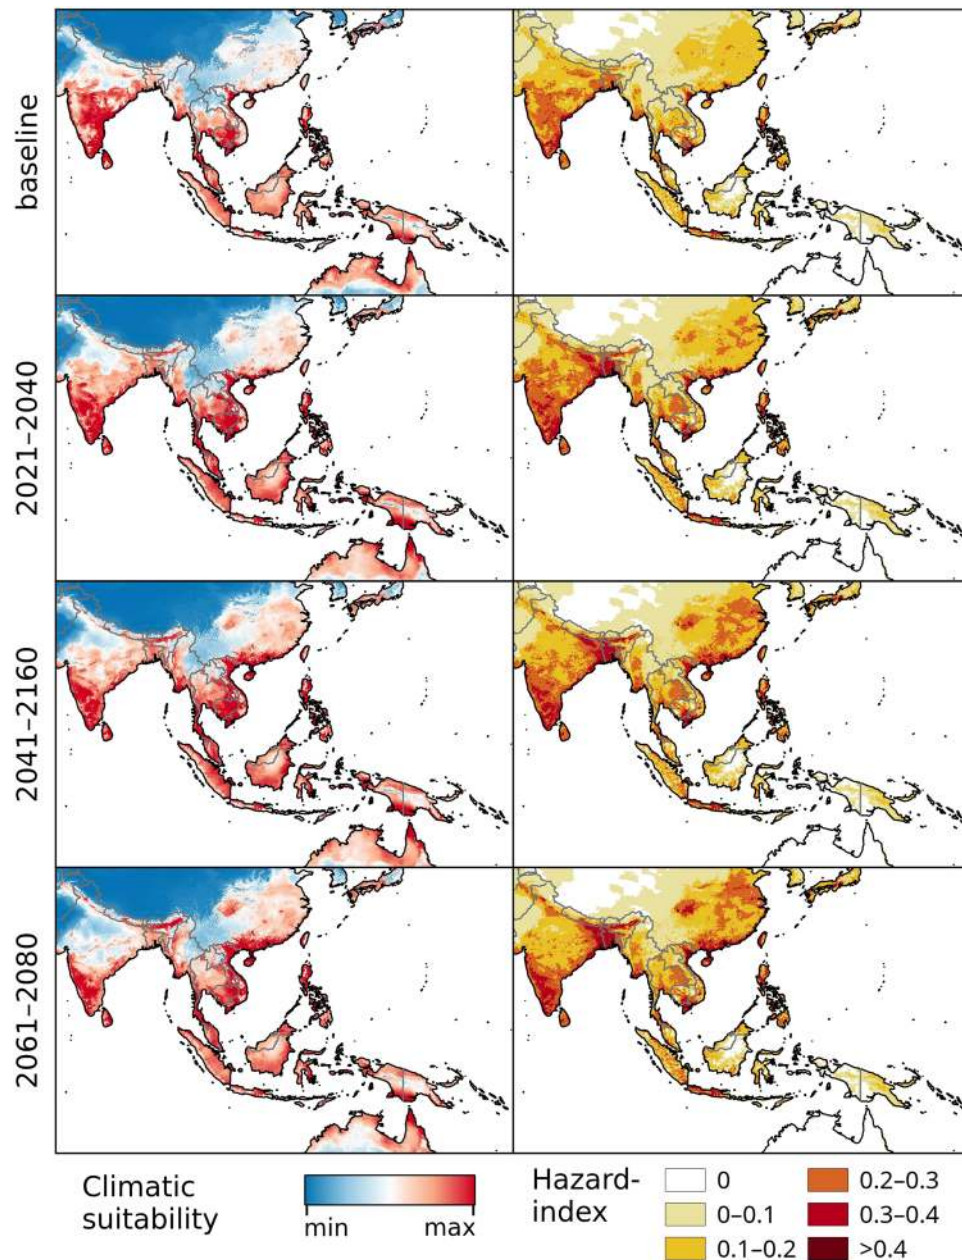 baseline
2021-2040
2041–2160
2061–2080
Climatic
suitability
min
max
Hazard-
index
0
0–0.1
0.1–0.2
0.2–0.3
0.3–0.4
>0.4